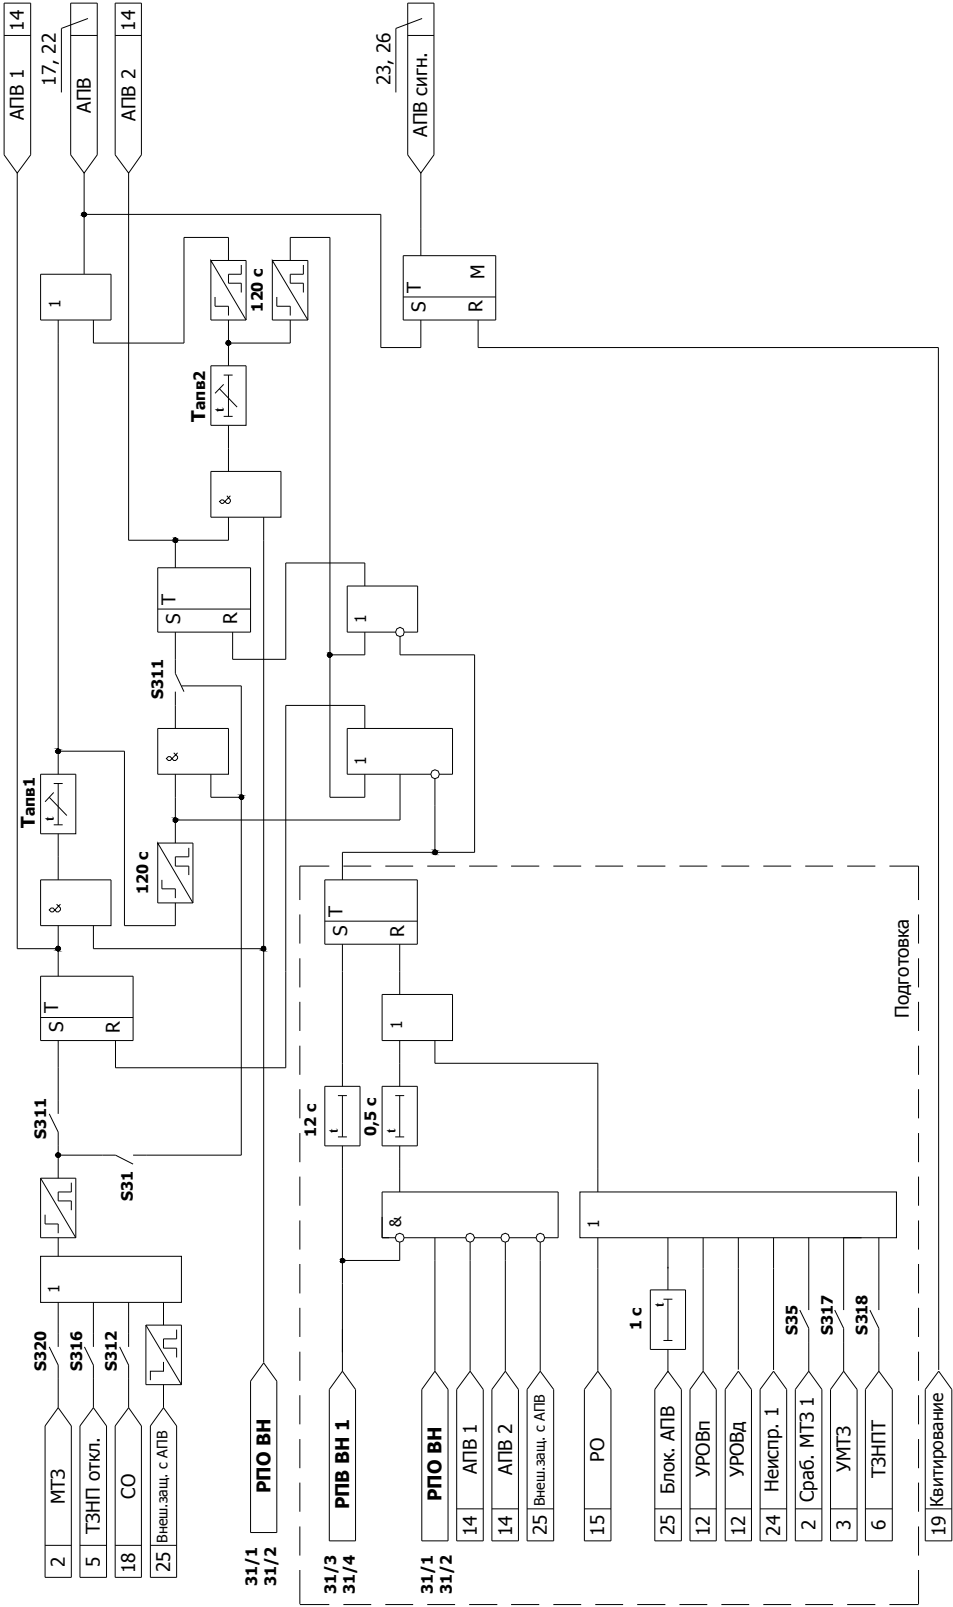 2 МТЗ
5 ТЗНП откл.
18 СО
25 Внеш.защ. с АПВ
S320
S316
S312
1
S31
S311
S T
R
&
Тапв1
t
120 с
&
S311
S T
R
&
Тапв2
t
120 с
1
АПВ 1 14
АПВ
17, 22
АПВ 2 14
31/1
31/2
РПО ВН
31/3
31/4
РПВ ВН 1
31/1
31/2
РПО ВН
14 АПВ 1
14 АПВ 2
25 Внеш.защ. с АПВ
&
12 с
t
0,5 с
t
1
S T
R
1
1
15 РО
25 Блок. АПВ
1 с
t
12 УРОВп
12 УРОВд
24 Неиспр. 1
2 Сраб. МТЗ 1
S35
3 УМТЗ
S317
6 ТЗНПТ
S318
1
Подготовка
19 Квитирование
S T
R M
АПВ сигн.
23, 26